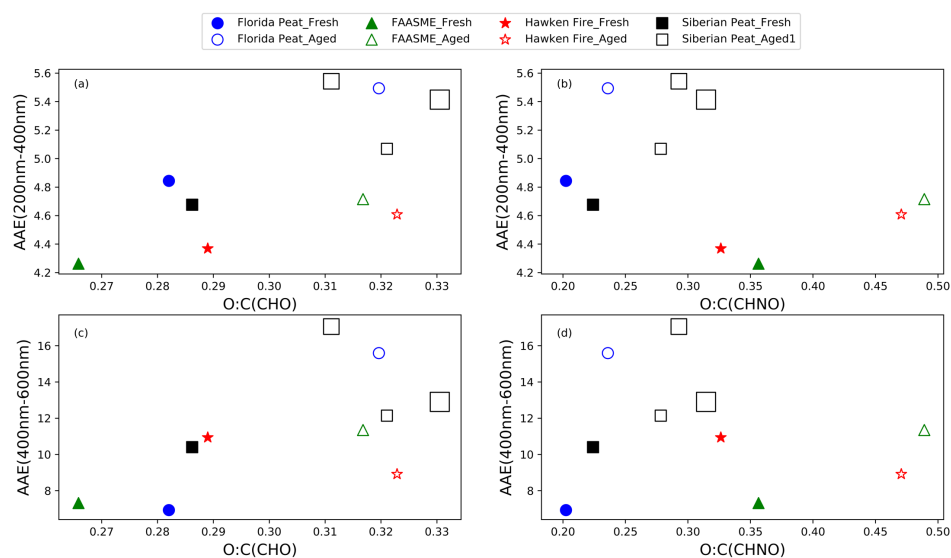 Florida Peat_Fresh FAASME_Fresh Hawken Fire_Fresh Siberian Peat_Fresh
Florida Peat_Aged FAASME_Aged Hawken Fire_Aged Siberian Peat_Aged1
(a)
AAE(200nm-400nm)
5.6
5.4
5.2
5.0
4.8
4.6
4.4
4.2
0.27 0.28 0.29 0.30 0.31 0.32 0.33
O:C(CHO)
(b)
AAE(200nm-400nm)
5.6
5.4
5.2
5.0
4.8
4.6
4.4
4.2
0.20 0.25 0.30 0.35 0.40 0.45 0.50
O:C(CHNO)
(c)
AAE(400nm-600nm)
16
14
12
10
8
0.27 0.28 0.29 0.30 0.31 0.32 0.33
O:C(CHO)
(d)
AAE(400nm-600nm)
16
14
12
10
8
0.20 0.25 0.30 0.35 0.40 0.45 0.50
O:C(CHNO)